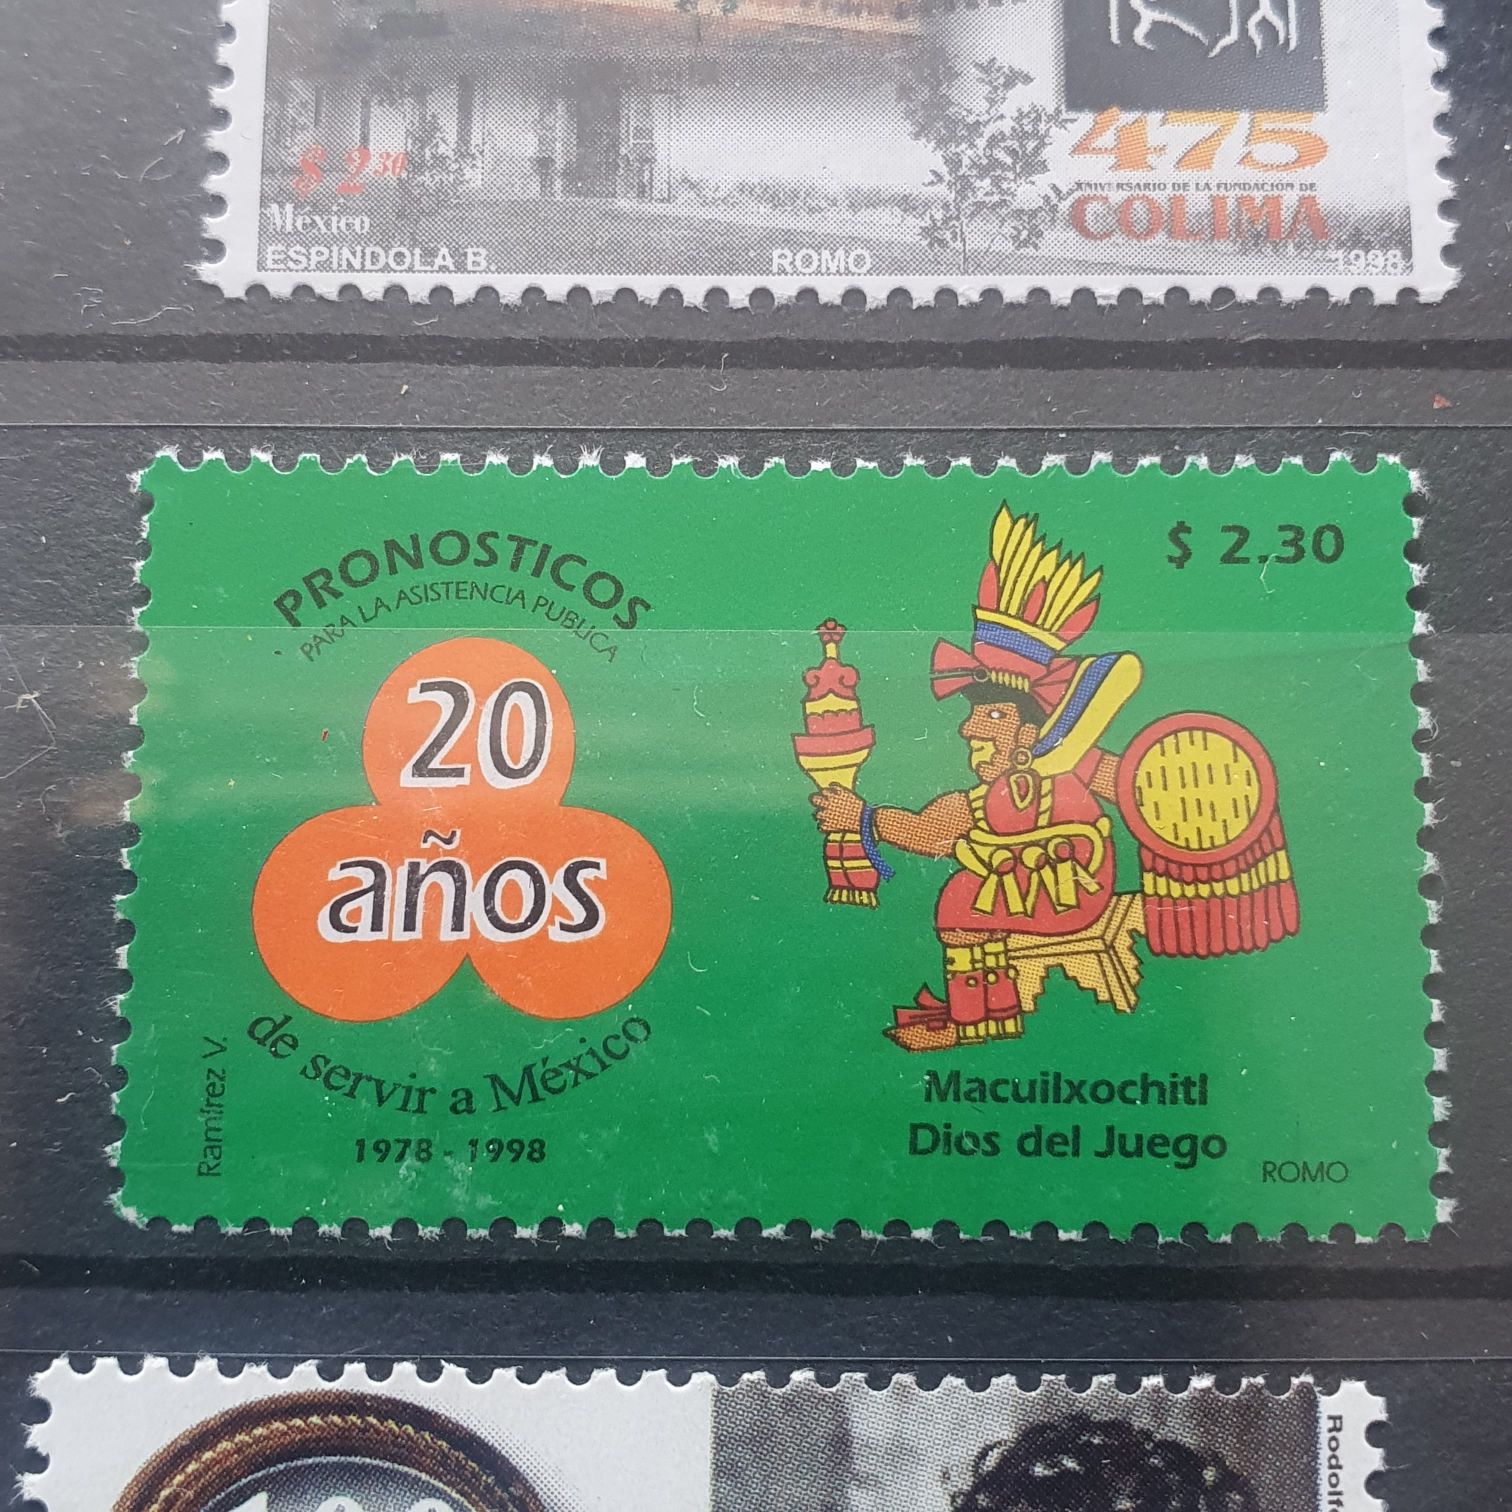 475
ANIVERSARIO DE LA FUNDACION DE
COLIMA
$ 2.30
México
ESPINDOLA B.
ROMO
1998
PRONOSTICOS
PARA LA ASISTENCIA PUBLICA
20
años
de servir a México
1978 - 1998
Ramírez V.
$ 2.30
Macuilxochitl
Dios del Juego
ROMO